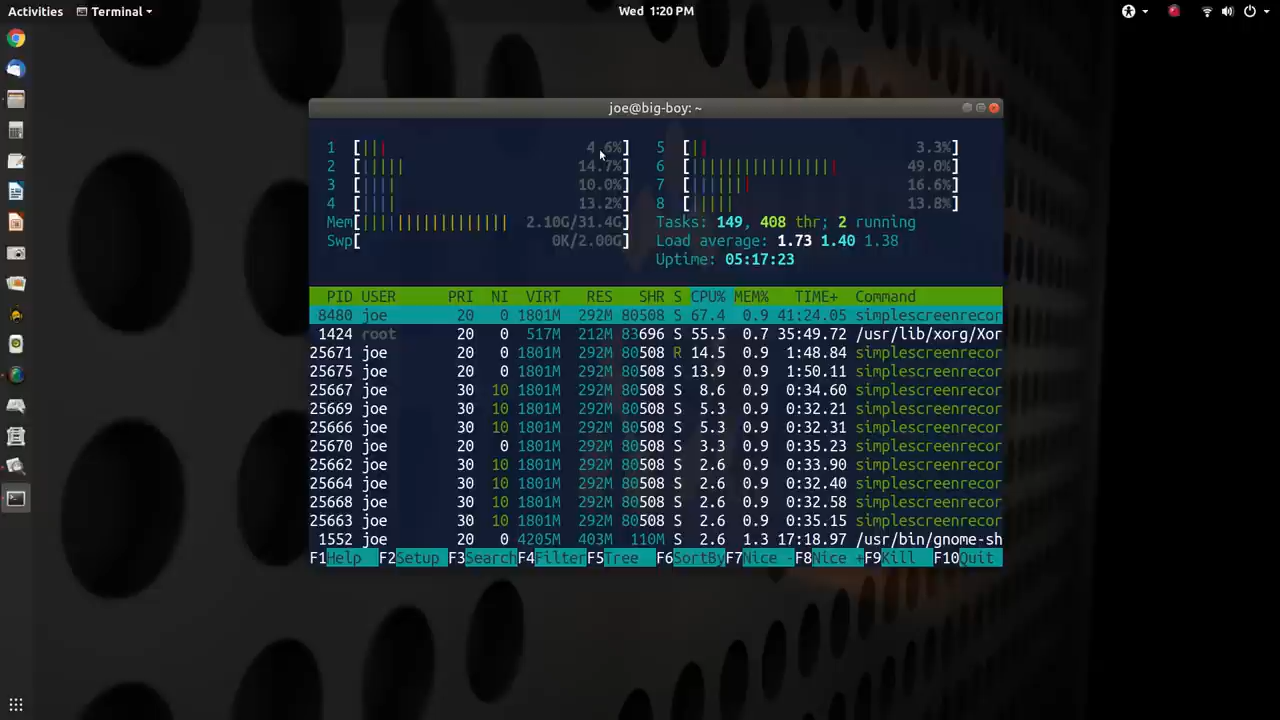 Activities Terminal Wed 1:20 PM
joe@big-boy: ~
1 [||| 4.6%] 5 [|| 3.3%]
2 [||||| 14.7%] 6 [|||||||||||||||||| 49.0%]
3 [|||| 10.0%] 7 [||||||| 16.6%]
4 [|||| 13.2%] 8 [||||| 13.8%]
Mem[||||||||||||||||| 2.10G/31.4G] Tasks: 149, 408 thr; 2 running
Swp[ 0K/2.00G] Load average: 1.73 1.40 1.38
Uptime: 05:17:23
PID USER PRI NI VIRT RES SHR S CPU% MEM% TIME+ Command
8480 joe 20 0 1801M 292M 80508 S 67.4 0.9 41:24.05 simplescreenrecor
1424 root 20 0 517M 212M 83696 S 55.5 0.7 35:49.72 /usr/lib/xorg/Xor
25671 joe 20 0 1801M 292M 80508 R 14.5 0.9 1:48.84 simplescreenrecor
25675 joe 20 0 1801M 292M 80508 S 13.9 0.9 1:50.11 simplescreenrecor
25667 joe 30 10 1801M 292M 80508 S 8.6 0.9 0:34.60 simplescreenrecor
25669 joe 30 10 1801M 292M 80508 S 5.3 0.9 0:32.21 simplescreenrecor
25666 joe 30 10 1801M 292M 80508 S 5.3 0.9 0:32.31 simplescreenrecor
25670 joe 20 0 1801M 292M 80508 S 3.3 0.9 0:35.23 simplescreenrecor
25662 joe 30 10 1801M 292M 80508 S 2.6 0.9 0:33.90 simplescreenrecor
25664 joe 30 10 1801M 292M 80508 S 2.6 0.9 0:32.40 simplescreenrecor
25668 joe 30 10 1801M 292M 80508 S 2.6 0.9 0:32.58 simplescreenrecor
25663 joe 30 10 1801M 292M 80508 S 2.6 0.9 0:35.15 simplescreenrecor
1552 joe 20 0 4205M 403M 110M S 2.6 1.3 17:18.97 /usr/bin/gnome-sh
F1Help F2Setup F3SearchF4FilterF5Tree F6SortByF7Nice -F8Nice +F9Kill F10Quit